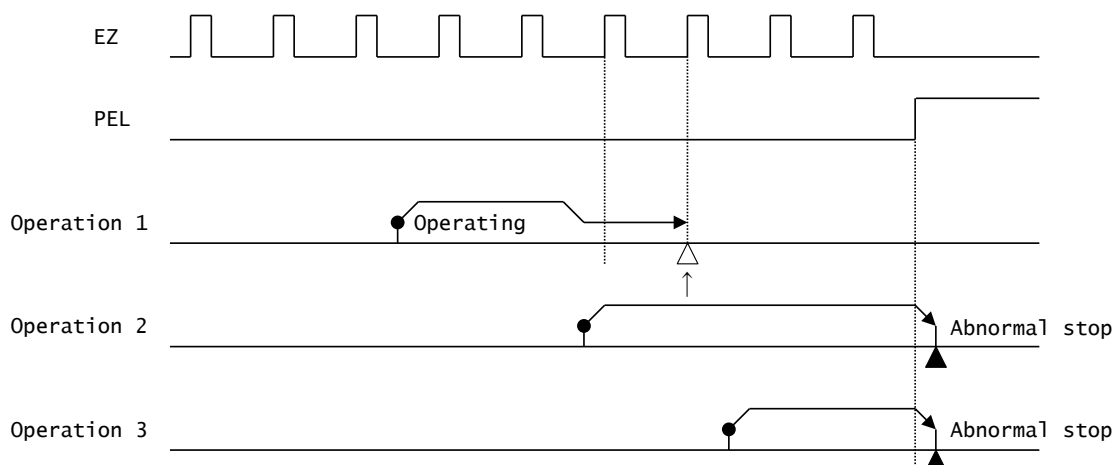 EZ
PEL
Operation 1
Operating
Operation 2
Abnormal stop
Operation 3
Abnormal stop